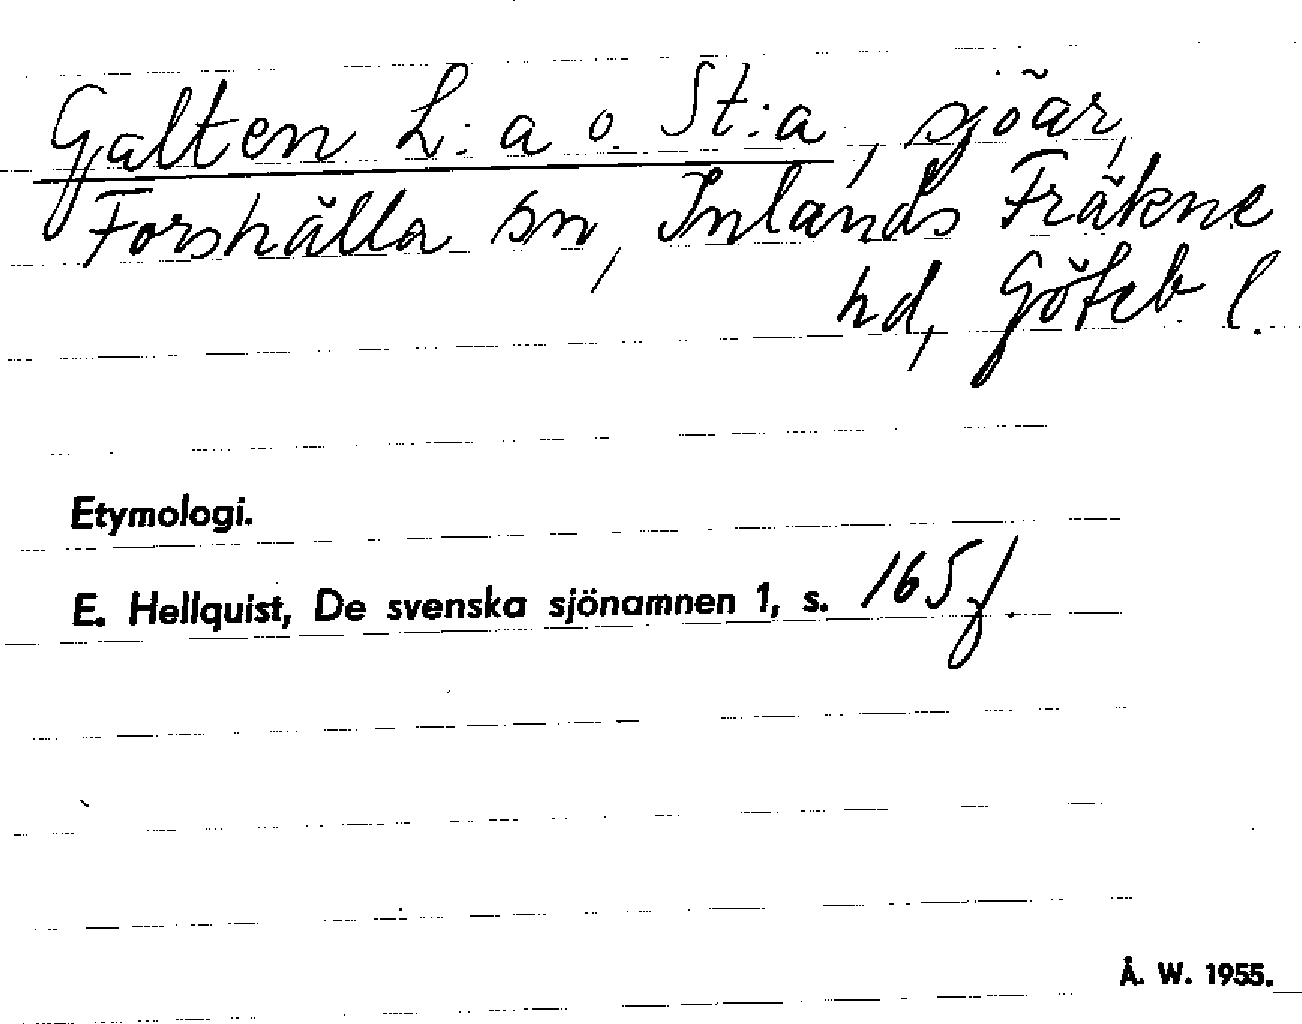 Galten L:a o. St:a, sjöar,
Forshälla sn, Inlands Fräkne
hd, Göteb. l.
Etymologi.
E. Hellquist, De svenska sjönamnen 1, s. 165 f.
Å. W. 1955.